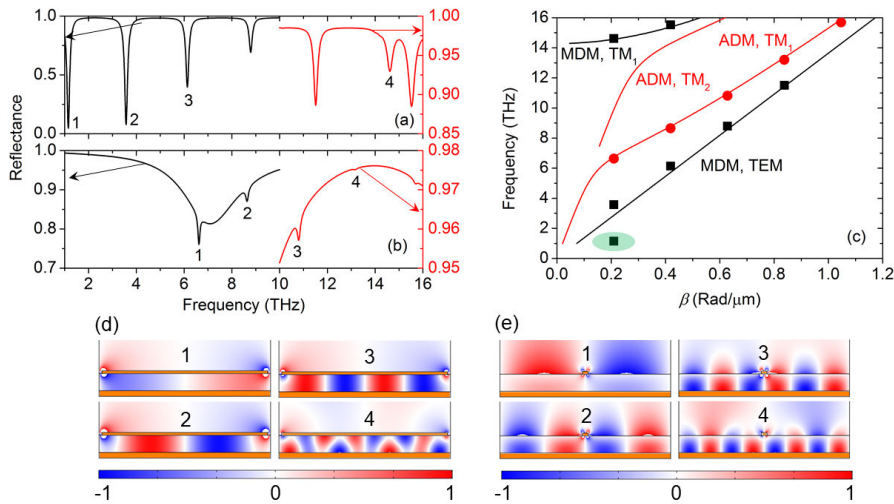 1.0
0.5
0.0
1
2
3
4
(a)
1.00
0.95
0.90
0.85
Reflectance
1.0
0.9
0.8
0.7
1
2
3
4
(b)
0.98
0.97
0.96
0.95
2 4 6 8 10 12 14 16
Frequency (THz)
16
14
12
10
8
6
4
2
0
Frequency (THz)
MDM, TM1
ADM, TM1
ADM, TM2
MDM, TEM
(c)
0.0 0.2 0.4 0.6 0.8 1.0 1.2
β (Rad/μm)
(d)
1
3
2
4
-1 0 1
(e)
1
3
2
4
-1 0 1